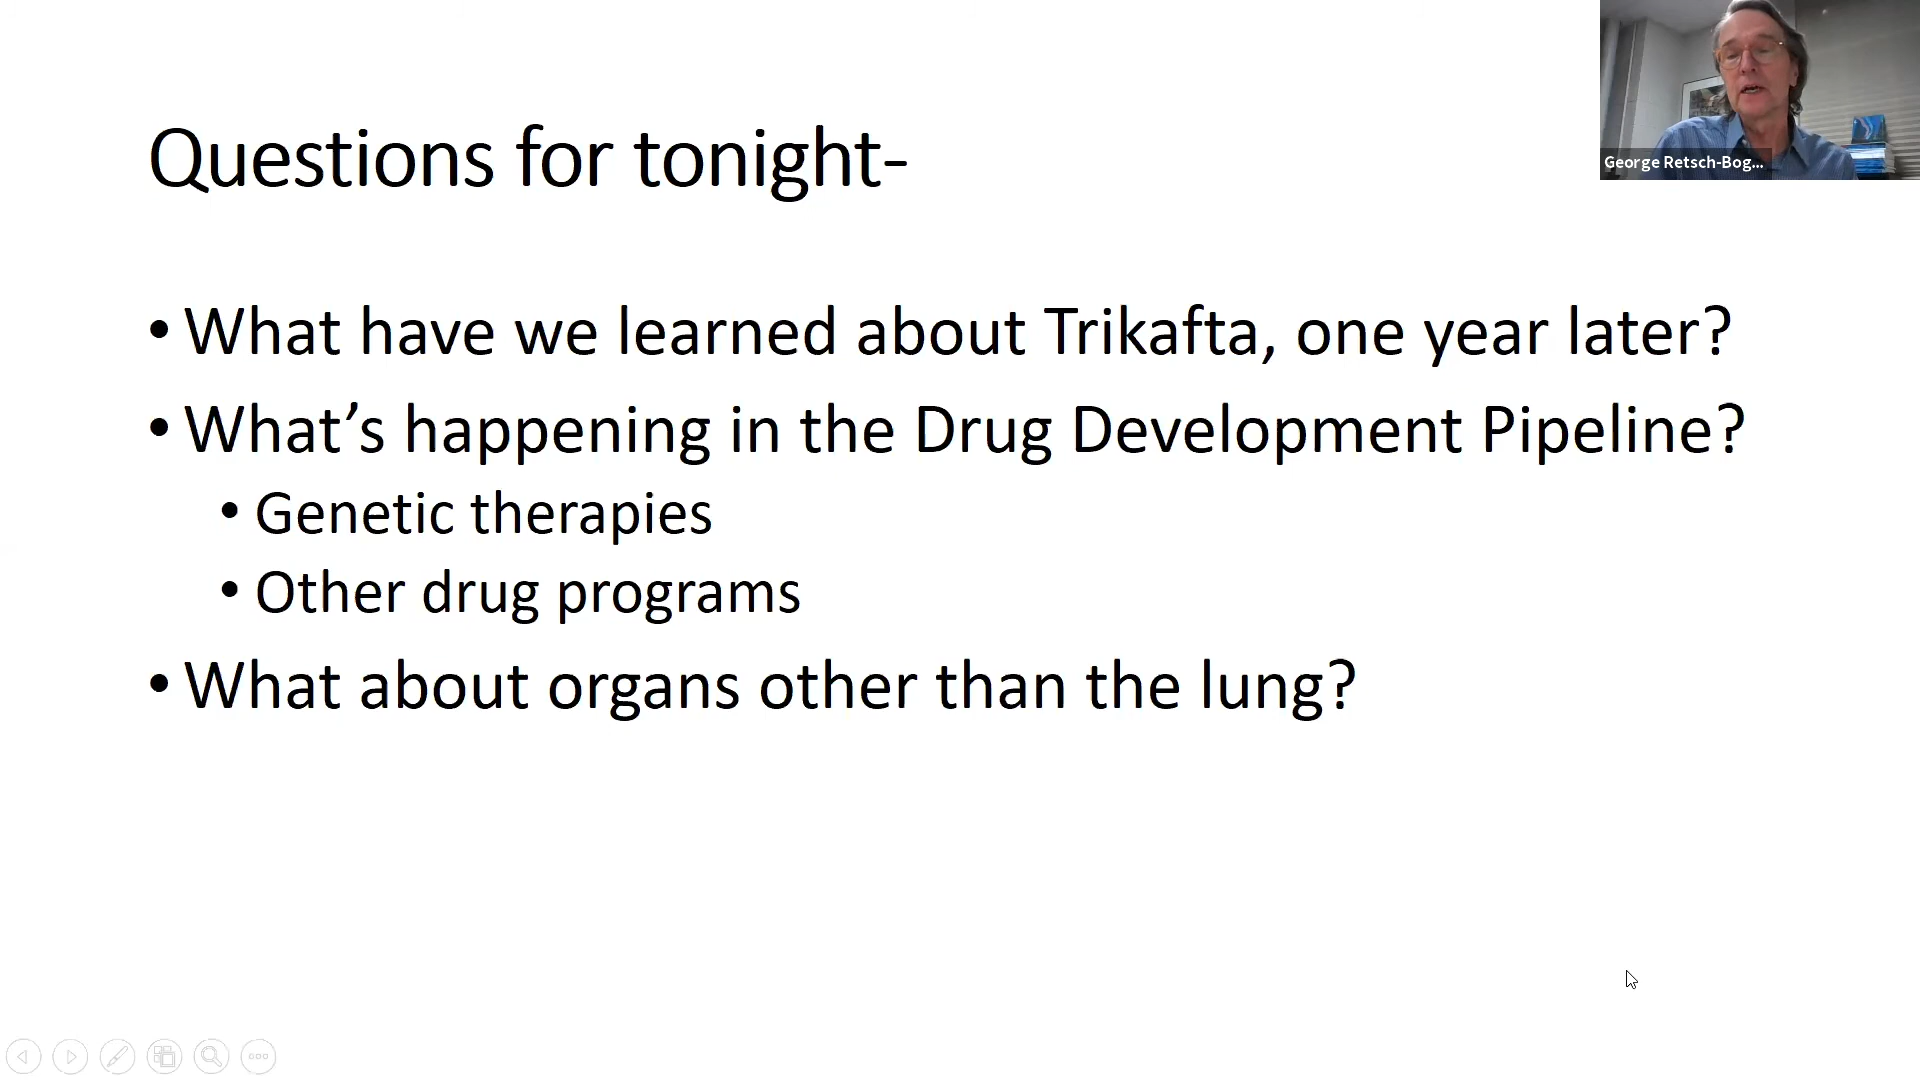 Questions for tonight-
George Retsch-Bog...
• What have we learned about Trikafta, one year later?
• What’s happening in the Drug Development Pipeline?
• Genetic therapies
• Other drug programs
• What about organs other than the lung?